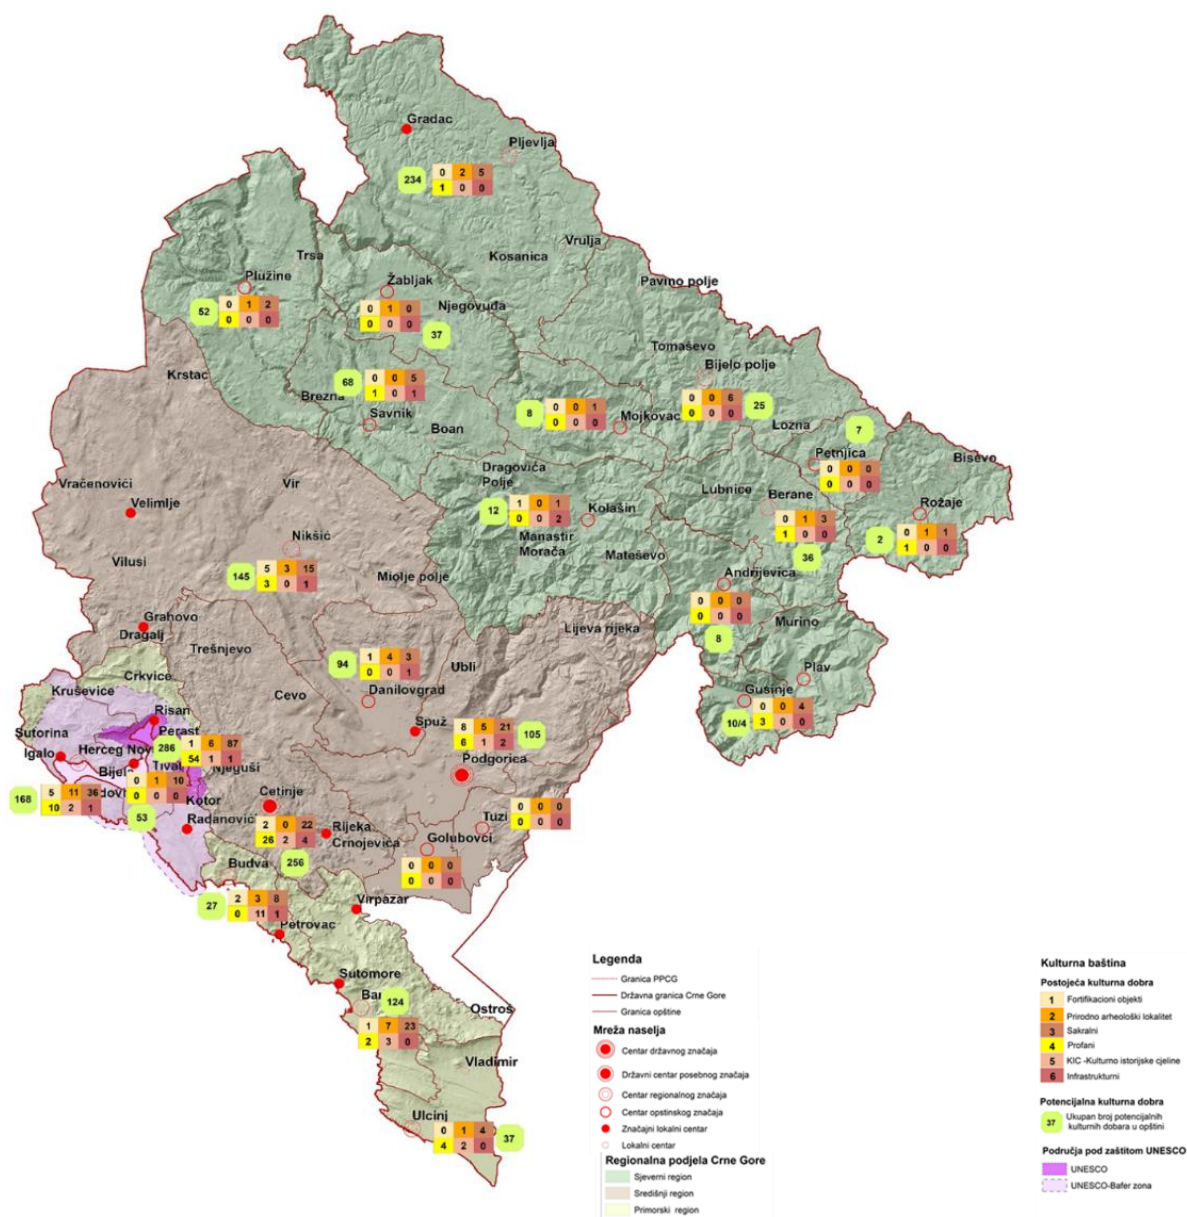 Gradac
Pljevlja
234
0 2 5
1 0 0
Vrulja
Kosanica
Trsa
Plužine
52
0 1 2
0 0 0
Žabljak
0 1 0
0 0 0
Njegovuđa
37
Pavino polje
Tomaševo
Bijelo polje
0 0 6
0 0 0
25
Krstac
68
0 0 5
1 0 1
Brezna
Šavnik
Boan
8
0 0 1
0 0 0
Mojkovac
Lozna
7
Petnjica
0 0 0
0 0 0
Biševo
Dragovića
Polje
12
1 0 1
0 0 2
Kolašin
Manastir
Morača
Mateševo
Lubnice
Berane
0 1 3
1 0 0
36
Rožaje
2
0 1 1
1 0 0
Vraćenovići
Velimlje
Vir
Nikšić
145
5 3 15
3 0 1
Vilusi
Miolje polje
Andrijevica
0 0 0
0 0 0
8
Murino
Plav
Gusinje
10/4
0 0 4
3 0 0
Grahovo
Dragalj
Trešnjevo
Lijeva rijeka
94
1 4 3
0 0 1
Ubli
Danilovgrad
Cevo
Crkvice
Kruševice
Risan
Perast
Sutorina
Igalo
Herceg Nov
286
1 6 87
54 1 1
Bijel
Tivat
Njeguši
0 1 10
0 0 0
168
5 11 36
10 2 1
dovi
Kotor
53
Radanovići
Spuž
8 5 21
6 1 2
105
Podgorica
Cetinje
2 0 22
26 2 4
Rijeka
Crnojevića
Tuzi
0 0 0
0 0 0
Golubovci
0 0 0
0 0 0
Budva
256
27
2 3 8
0 11 1
Petrovac
Virpazar
Sutomore
Bar
124
1 7 23
2 3 0
Ostros
Vladimir
Ulcinj
0 1 4
4 2 0
37
Legenda
Granica PPCG
Državna granica Crne Gore
Granica opštine
Mreža naselja
Centar državnog značaja
Državni centar posebnog značaja
Centar regionalnog značaja
Centar opstinskog značaja
Značajni lokalni centar
Lokalni centar
Regionalna podjela Crne Gore
Sjeverni region
Središnji region
Primorski region
Kulturna baština
Postojeća kulturna dobra
1 Fortifikacioni objekti
2 Prirodno arheološki lokalitet
3 Sakralni
4 Profani
5 KIC -Kulturno istorijske cjeline
6 Infrastrukturni
Potencijalna kulturna dobra
37 Ukupan broj potencijalnih
kulturnih dobara u opštini
Područja pod zaštitom UNESCO
UNESCO
UNESCO-Bafer zona